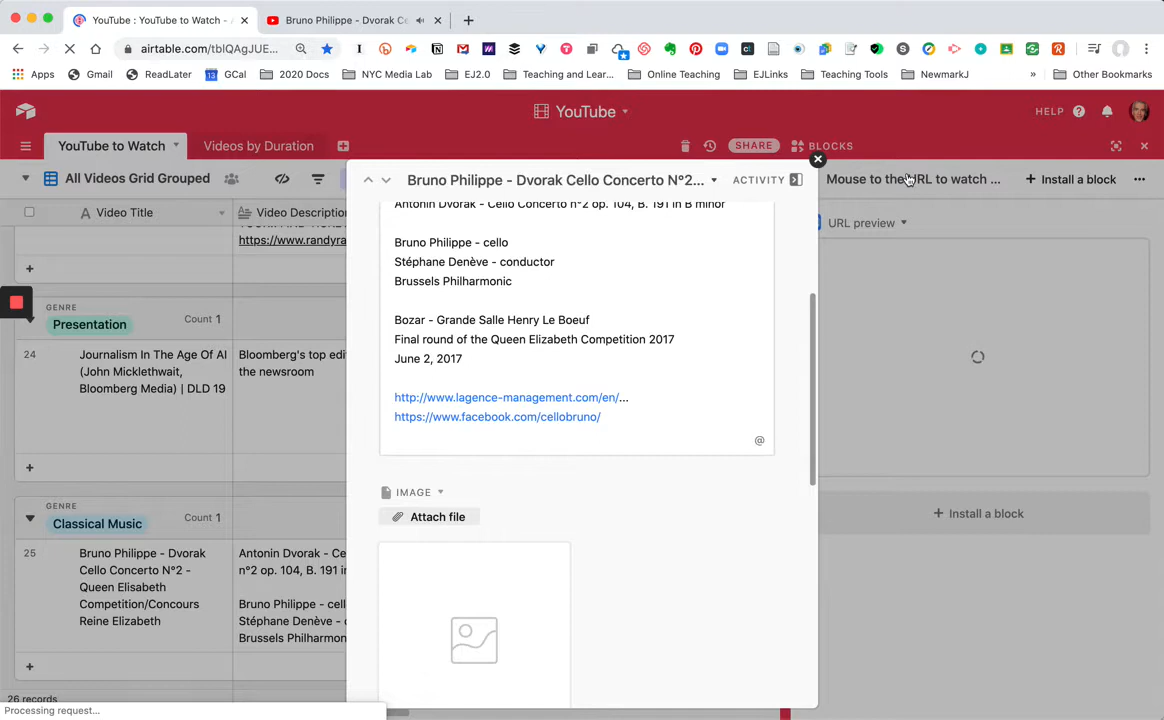 YouTube : YouTube to Watch - A
Bruno Philippe - Dvorak Ce
airtable.com/tblQAgJUE...
Apps
Gmail
ReadLater
GCal
2020 Docs
NYC Media Lab
EJ2.0
Teaching and Lear...
Online Teaching
EJLinks
Teaching Tools
NewmarkJ
»
Other Bookmarks
YouTube
HELP
YouTube to Watch
Videos by Duration
SHARE
BLOCKS
All Videos Grid Grouped
Bruno Philippe - Dvorak Cello Concerto N°2...
ACTIVITY
Mouse to the URL to watch ...
+ Install a block
Video Title
Video Description
URL preview
https://www.randyra
GENRE
Presentation
Count 1
24
Journalism In The Age Of AI
(John Micklethwait,
Bloomberg Media) | DLD 19
Bloomberg's top edi
the newsroom
GENRE
Classical Music
Count 1
25
Bruno Philippe - Dvorak
Cello Concerto N°2 -
Queen Elisabeth
Competition/Concours
Reine Elizabeth
Antonin Dvorak - Ce
n°2 op. 104, B. 191 i
Bruno Philippe - cell
Stéphane Denève - c
Brussels Philharmon
26 records
Processing request...
Antonin Dvorak - Cello Concerto n°2 op. 104, B. 191 in B minor
Bruno Philippe - cello
Stéphane Denève - conductor
Brussels Philharmonic
Bozar - Grande Salle Henry Le Boeuf
Final round of the Queen Elizabeth Competition 2017
June 2, 2017
http://www.lagence-management.com/en/...
https://www.facebook.com/cellobruno/
@
IMAGE
Attach file
+ Install a block